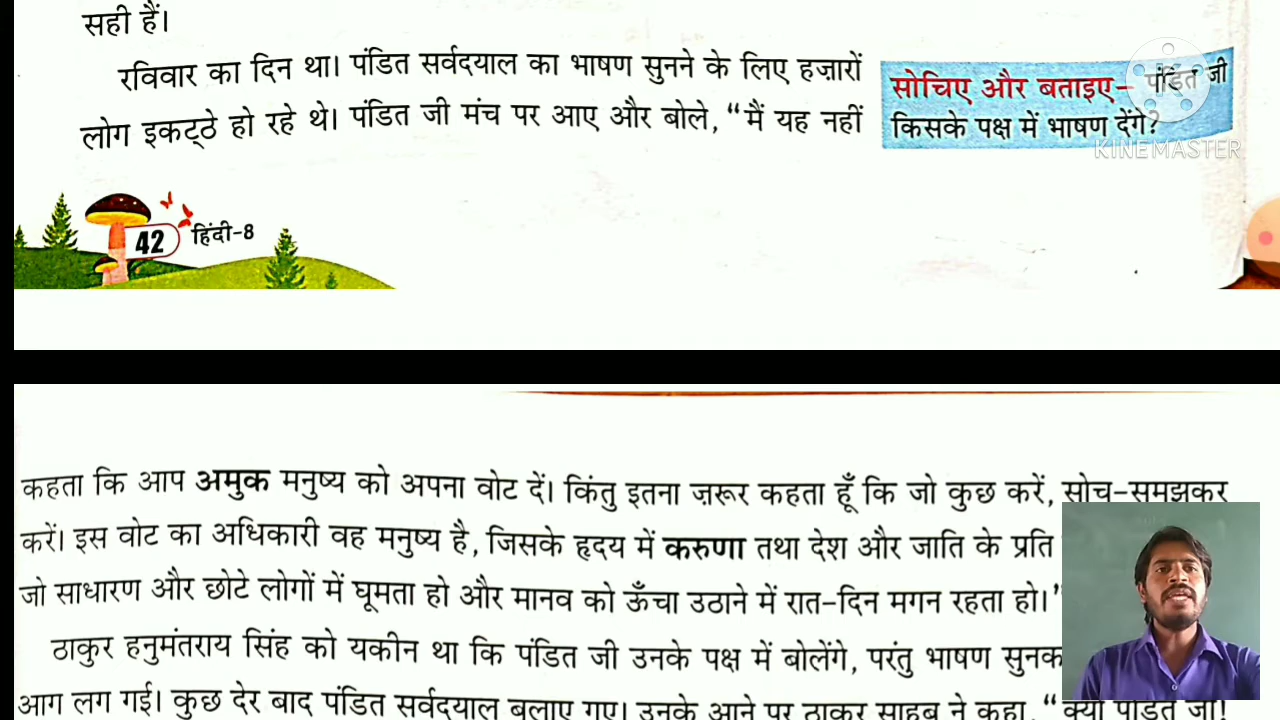 सही हैं।
रविवार का दिन था। पंडित सर्वदयाल का भाषण सुनने के लिए हज़ारों
लोग इकट्ठे हो रहे थे। पंडित जी मंच पर आए और बोले, “मैं यह नहीं
सोचिए और बताइए– पंडित जी
किसके पक्ष में भाषण देंगे?
KINEMASTER
42 हिंदी-8
कहता कि आप अमुक मनुष्य को अपना वोट दें। किंतु इतना ज़रूर कहता हूँ कि जो कुछ करें, सोच-समझकर
करें। इस वोट का अधिकारी वह मनुष्य है, जिसके हृदय में करुणा तथा देश और जाति के प्रति
जो साधारण और छोटे लोगों में घूमता हो और मानव को ऊँचा उठाने में रात-दिन मगन रहता हो।”
ठाकुर हनुमंतराय सिंह को यकीन था कि पंडित जी उनके पक्ष में बोलेंगे, परंतु भाषण
आग लग गई। कुछ देर बाद पंडित सर्वदयाल बुलाए गए। उनके आने पर ठाकुर साहब ने कहा, “क्यों पंडित जी!